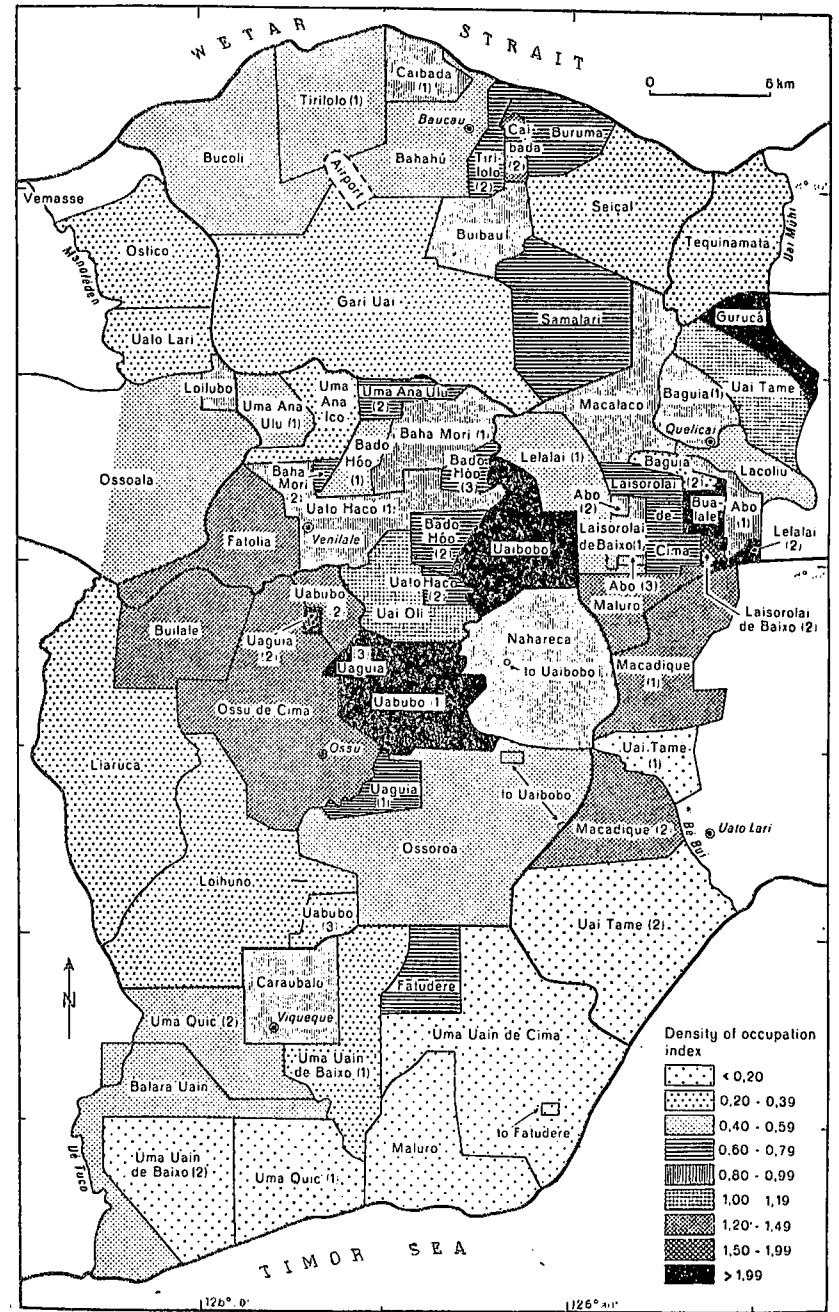 WETAR STRAIT
0 6 km
Caibada
(1)
Tirilolo (1)
Baucau
Cai
bada
(2)
Buruma
Bucoli
Bahahú
Tiri-
lolo
(2)
Airport
Vemasse
Seiçal
Ostico
Buibau
Tequinamata
Uai Múhi
Manaléden
Gari Uai
Samalari
Gurucá
Ualo Lari
Loilubo
Uma
Ana
Ico
Uma Ana Ulu
(2)
Uma Ana
Ulu (1)
Macalaco
Baguia (1)
Uai Tame
Baha Mori (1)
Quelicai
Bado
Hóo
(1)
Ossoala
Baha
Mori
2)
Bado
Hóo
(3)
Lelalai (1)
Baguia
(2)
Lacoliu
Laisorolai
de
Cima
Abo
(2)
Bua-
lale
Abo
(1)
Uato Haco (1)
Venilale
Fatolia
Bado
Hóo
(2)
Uaibobo
Laisorolai
de Baixo (1)
Lelalai
(2)
Abo (3)
Maluro
Laisorolai
de Baixo (2)
Uato Haco
(2)
Uai Oli
Uabubo
2.
Builale
Uaguia
(2)
(3)
Uaguia
Nahareca
to Uaibobo
Macadique
(1)
Uabubo (1
Ossu de Cima
Liaruca
Ossu
Uai Tame
(1)
Uaguia
(1)
to Uaibobo
Macadique (2)
Bé Bui
Uato Lari
Ossoroa
Loihuno
Uabubo
(3)
Uai Tame (2)
N
Caraubalo
Fatudere
Viqueque
Uma Quic (2)
Uma Uain de Cima
Uma Uain
de Baixo (1)
Balara Uain
to Fatudere
Maluro
Uma Uain
de Baixo (2)
Uma Quic (1)
Ué Tuco
Density of occupation
index
< 0,20
0,20 - 0,39
0,40 - 0,59
0,60 - 0,79
0,80 - 0,99
1,00 1,19
1,20 - 1,49
1,50 - 1,99
> 1,99
TIMOR SEA